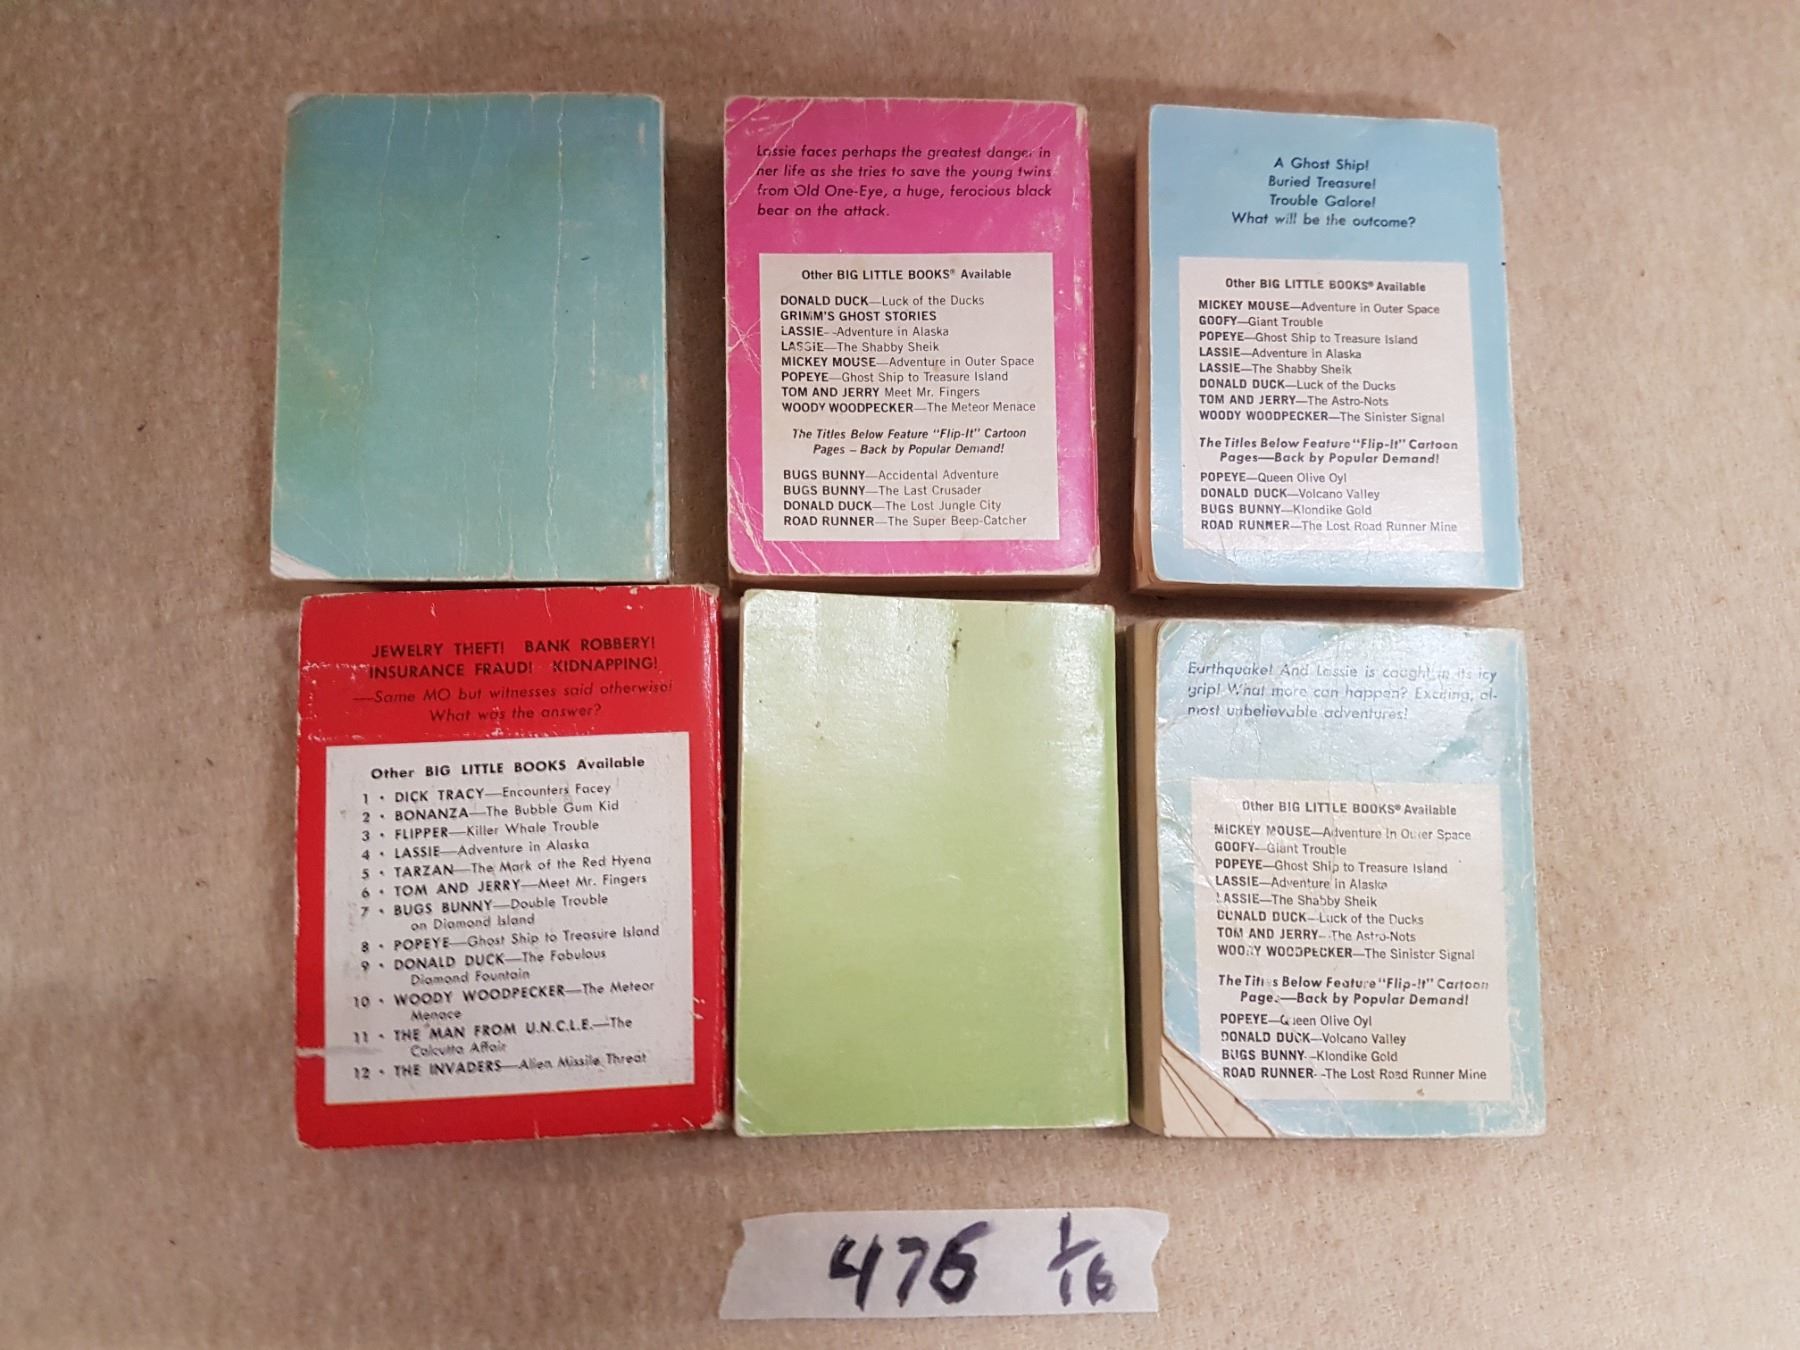 Lassie faces perhaps the greatest danger in
her life as she tries to save the young twins
from Old One-Eye, a huge, ferocious black
bear on the attack.
Other BIG LITTLE BOOKS® Available
DONALD DUCK—Luck of the Ducks
GRIMM'S GHOST STORIES
LASSIE—Adventure in Alaska
LASSIE—The Shabby Sheik
MICKEY MOUSE—Adventure in Outer Space
POPEYE—Ghost Ship to Treasure Island
TOM AND JERRY Meet Mr. Fingers
WOODY WOODPECKER—The Meteor Menace
The Titles Below Feature "Flip-It" Cartoon
Pages – Back by Popular Demand!
BUGS BUNNY—Accidental Adventure
BUGS BUNNY—The Last Crusader
DONALD DUCK—The Lost Jungle City
ROAD RUNNER—The Super Beep-Catcher
A Ghost Ship!
Buried Treasure!
Trouble Galore!
What will be the outcome?
Other BIG LITTLE BOOKS® Available
MICKEY MOUSE—Adventure in Outer Space
GOOFY—Giant Trouble
POPEYE—Ghost Ship to Treasure Island
LASSIE—Adventure in Alaska
LASSIE—The Shabby Sheik
DONALD DUCK—Luck of the Ducks
TOM AND JERRY—The Astro-Nots
WOODY WOODPECKER—The Sinister Signal
The Titles Below Feature "Flip-It" Cartoon
Pages—Back by Popular Demand!
POPEYE—Queen Olive Oyl
DONALD DUCK—Volcano Valley
BUGS BUNNY—Klondike Gold
ROAD RUNNER—The Lost Road Runner Mine
JEWELRY THEFT! BANK ROBBERY!
INSURANCE FRAUD! KIDNAPPING!
—Same MO but witnesses said otherwise!
What was the answer?
Other BIG LITTLE BOOKS Available
1 • DICK TRACY—Encounters Facey
2 • BONANZA—The Bubble Gum Kid
3 • FLIPPER—Killer Whale Trouble
4 • LASSIE—Adventure in Alaska
5 • TARZAN—The Mark of the Red Hyena
6 • TOM AND JERRY—Meet Mr. Fingers
7 • BUGS BUNNY—Double Trouble
on Diamond Island
8 • POPEYE—Ghost Ship to Treasure Island
9 • DONALD DUCK—The Fabulous
Diamond Fountain
10 • WOODY WOODPECKER—The Meteor
Menace
11 • THE MAN FROM U.N.C.L.E.—The
Calcutta Affair
12 • THE INVADERS—Alien Missile Threat
Earthquake! And Lassie is caught in its icy
grip! What more can happen? Exciting, al-
most unbelievable adventures!
Other BIG LITTLE BOOKS® Available
MICKEY MOUSE—Adventure in Outer Space
GOOFY—Giant Trouble
POPEYE—Ghost Ship to Treasure Island
LASSIE—Adventure in Alaska
LASSIE—The Shabby Sheik
DONALD DUCK—Luck of the Ducks
TOM AND JERRY—The Astro-Nots
WOODY WOODPECKER—The Sinister Signal
The Titles Below Feature "Flip-It" Cartoon
Pages—Back by Popular Demand!
POPEYE—Queen Olive Oyl
DONALD DUCK—Volcano Valley
BUGS BUNNY—Klondike Gold
ROAD RUNNER—The Lost Road Runner Mine
476 1/16